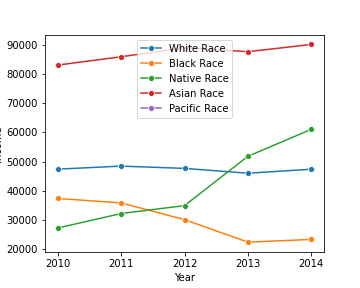 90000
80000
70000
60000
50000
40000
30000
20000
White Race
Black Race
Native Race
Asian Race
Pacific Race
2010 2011 2012 2013 2014
Year